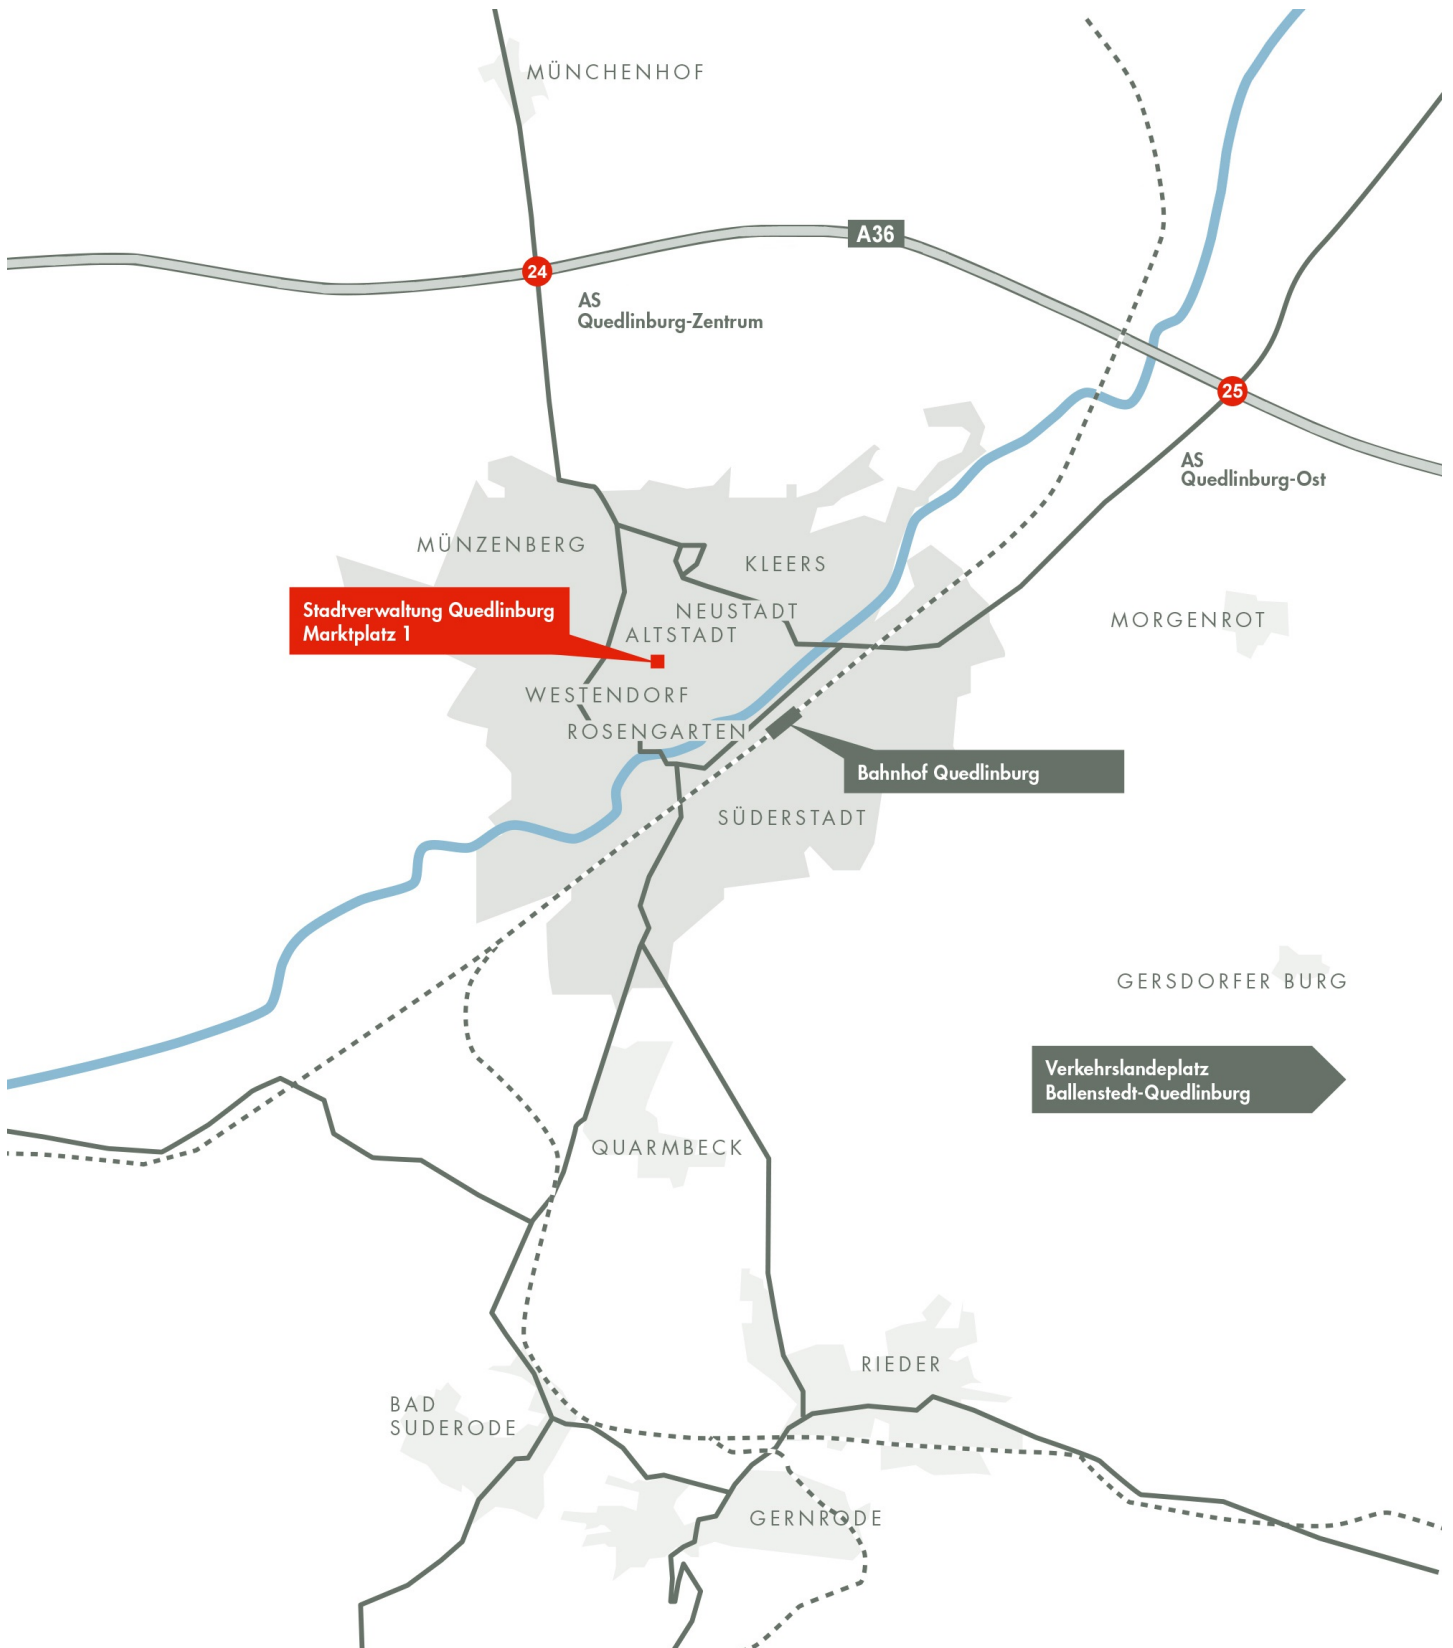 MÜNCHENHOF
A36
24
AS
Quedlinburg-Zentrum
25
AS
Quedlinburg-Ost
MÜNZENBERG
KLEERS
Stadtverwaltung Quedlinburg
Marktplatz 1
NEUSTADT
ALTSTADT
MORGENROT
WESTENDORF
ROSENGARTEN
Bahnhof Quedlinburg
SÜDERSTADT
GERSDORFER BURG
Verkehrslandeplatz
Ballenstedt-Quedlinburg
QUARMBECK
RIEDER
BAD
SUDERODE
GERNRODE